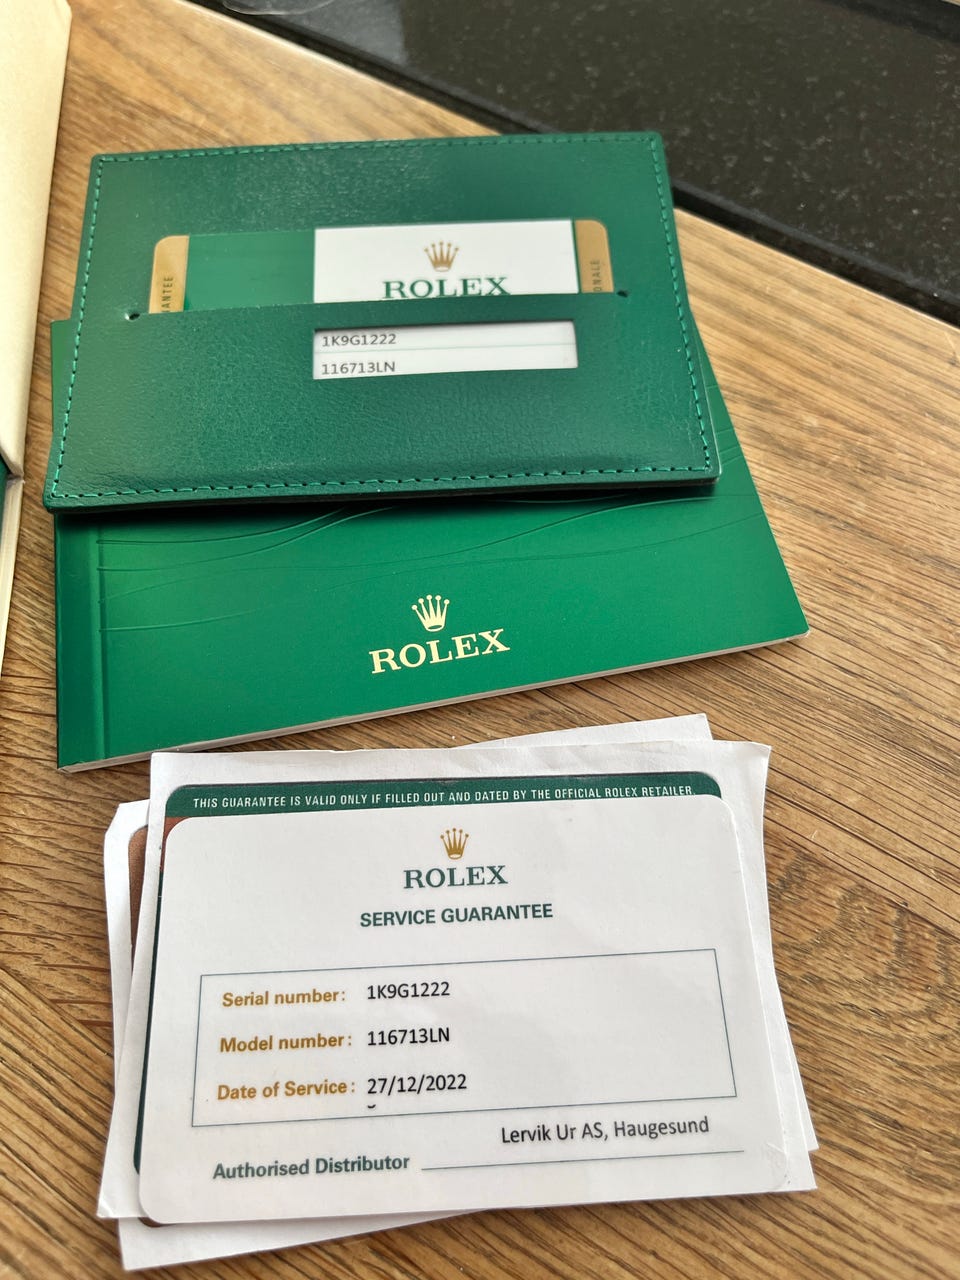 ANTEE
ROLEX
ONALE
1K9G1222
116713LN
ROLEX
THIS GUARANTEE IS VALID ONLY IF FILLED OUT AND DATED BY THE OFFICIAL ROLEX RETAILER.
ROLEX
SERVICE GUARANTEE
Serial number: 1K9G1222
Model number: 116713LN
Date of Service: 27/12/2022
Lervik Ur AS, Haugesund
Authorised Distributor